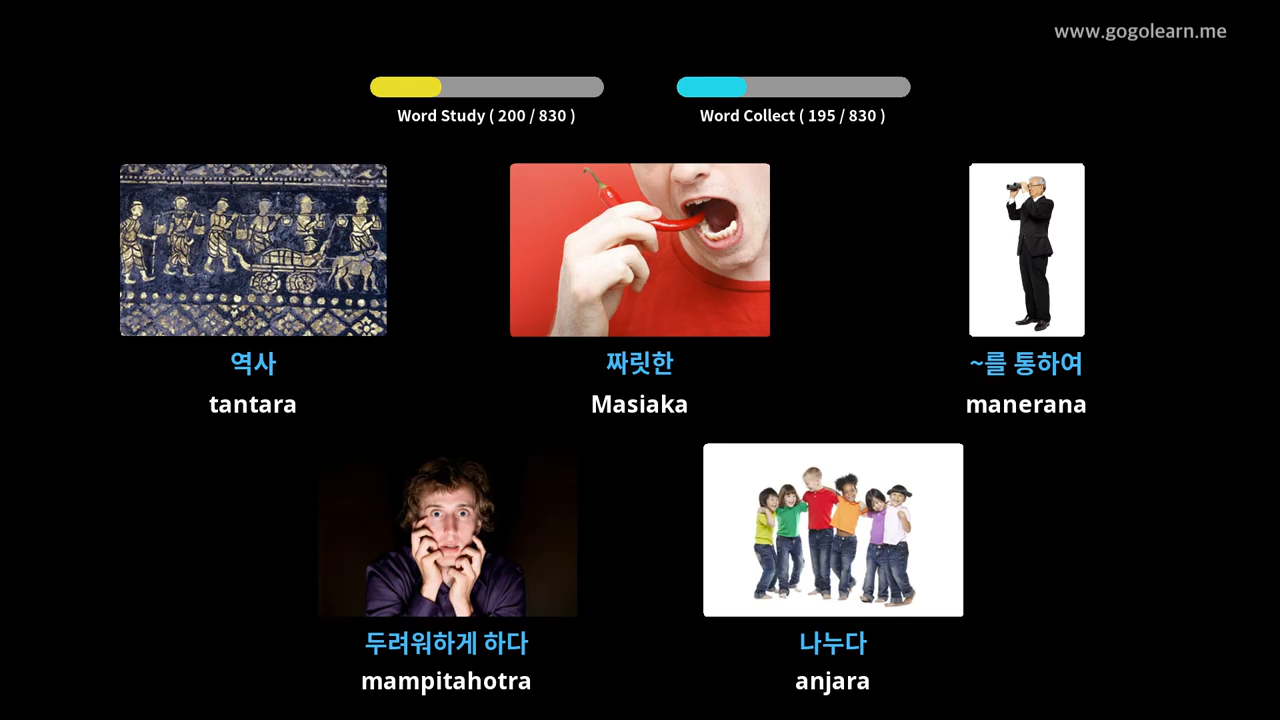 www.gogolearn.me
Word Study ( 200 / 830 )
Word Collect ( 195 / 830 )
역사
짜릿한
~를 통하여
tantara
Masiaka
manerana
두려워하게 하다
나누다
mampitahotra
anjara